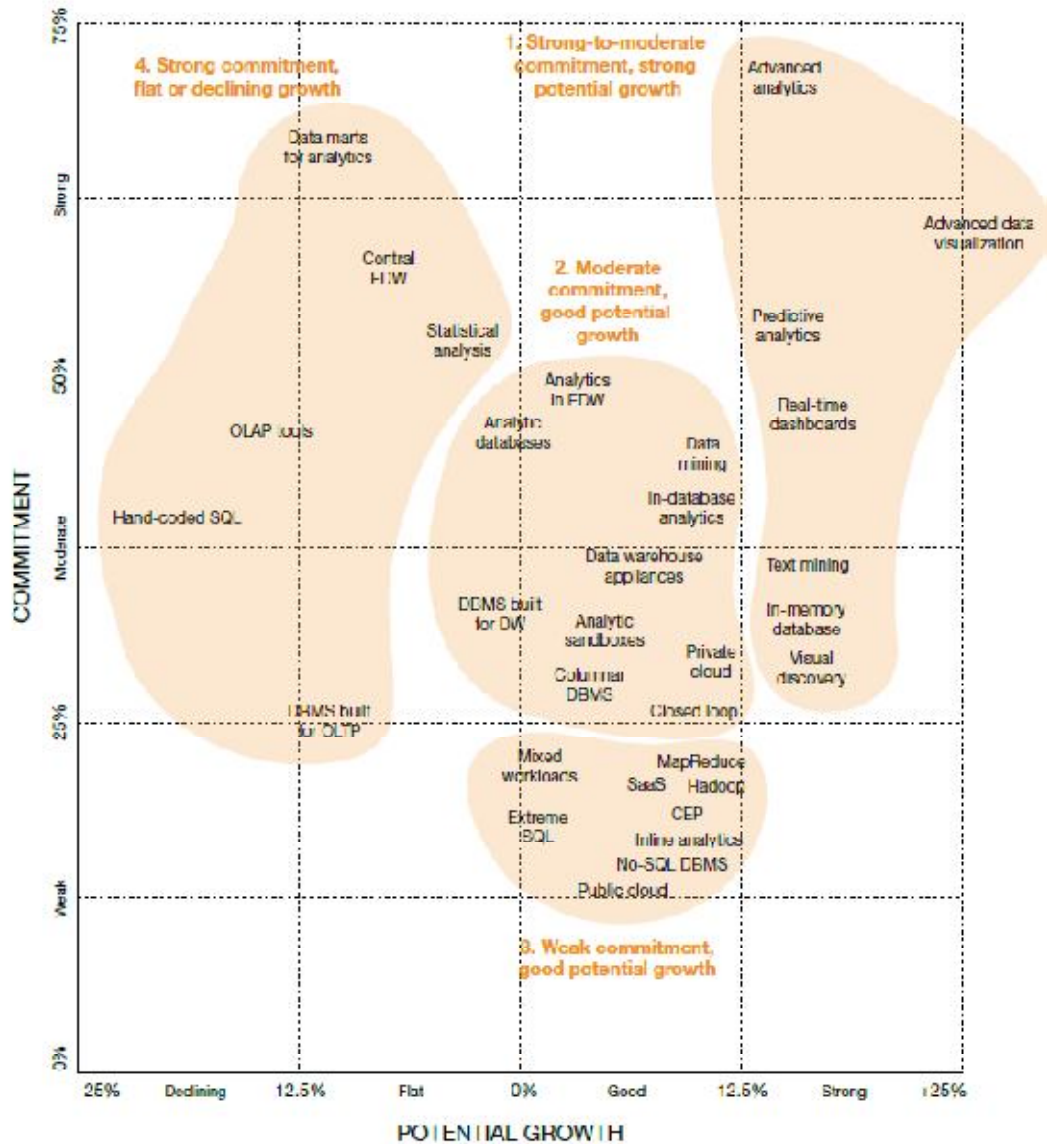 75%
4. Strong commitment,
flat or declining growth
1. Strong-to-moderate
commitment, strong
potential growth
Advanced
analytics
Data marts
for analytics
Strong
Advanced data
visualization
Central
EDW
2. Moderate
commitment,
good potential
growth
Predictive
analytics
Statistical
analysis
50%
Analytics
in EDW
Real-time
dashboards
OLAP tools
Analytic
databases
Data
mining
Hand-coded SQL
In-database
analytics
COMMITMENT
Moderate
Data warehouse
appliances
Text mining
DBMS built
for DW
Analytic
sandboxes
In-memory
database
Private
cloud
Visual
discovery
Columnar
DBMS
Closed loop
25%
DBMS built
for OLTP
Mixed
workloads
MapReduce
SaaS
Hadoop
Extreme
SQL
CEP
Inline analytics
No-SQL DBMS
Weak
Public cloud
3. Weak commitment,
good potential growth
0%
-25%
Declining
12.5%
Flat
0%
Good
12.5%
Strong
+25%
POTENTIAL GROWTH